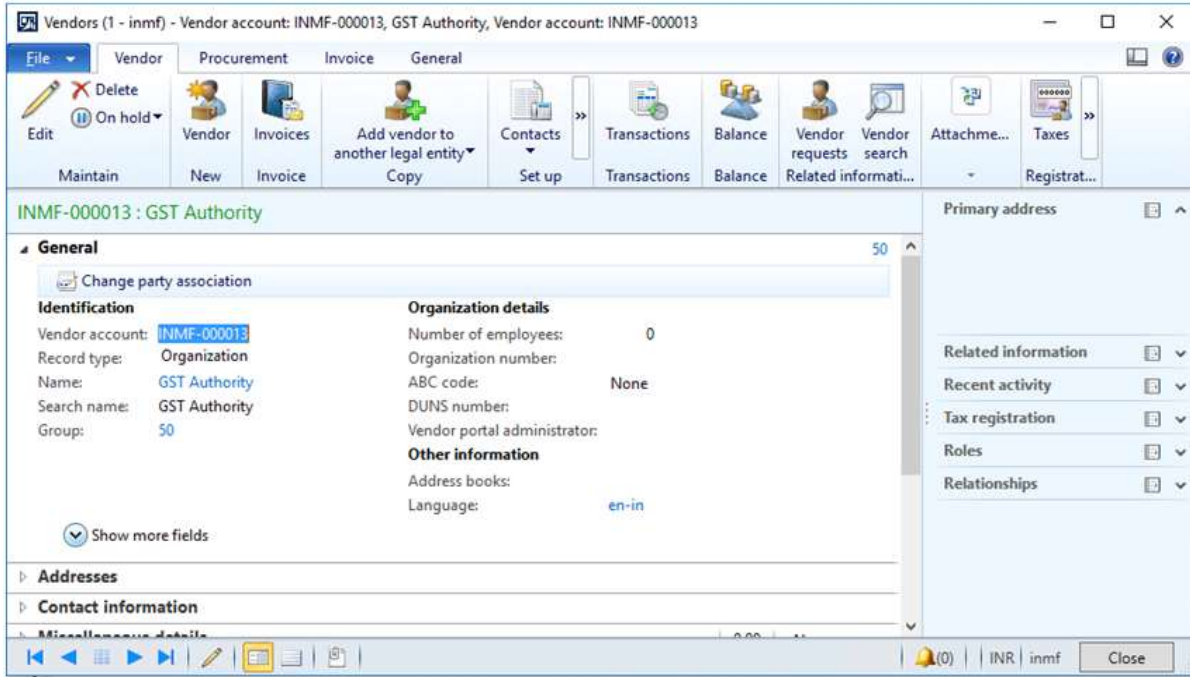 Vendors (1 - inmf) - Vendor account: INMF-000013, GST Authority, Vendor account: INMF-000013
File Vendor Procurement Invoice General
Edit
Delete
On hold
Maintain
Vendor
New
Invoices
Invoice
Add vendor to
another legal entity
Copy
Contacts
Set up
Transactions
Transactions
Balance
Balance
Vendor
requests
Vendor
search
Related informati...
Attachme...
Taxes
Registrat...
INMF-000013 : GST Authority
General 50
Change party association
Identification
Vendor account: INMF-000013
Record type: Organization
Name: GST Authority
Search name: GST Authority
Group: 50
Organization details
Number of employees: 0
Organization number:
ABC code: None
DUNS number:
Vendor portal administrator:
Other information
Address books:
Language: en-in
Show more fields
Addresses
Contact information
Miscellaneous details 0.00
Primary address
Related information
Recent activity
Tax registration
Roles
Relationships
(0) INR inmf Close